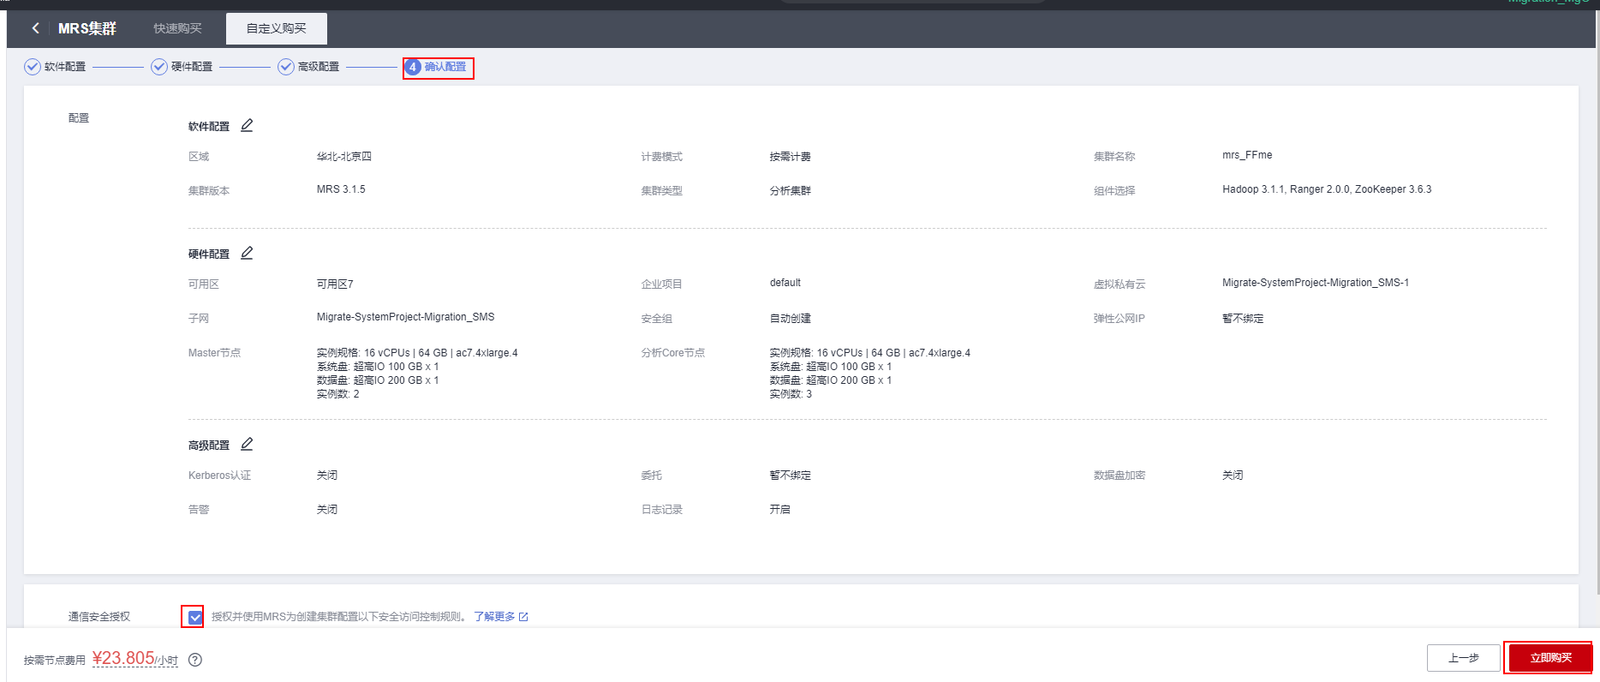 MRS集群 快速购买 自定义购买
软件配置 硬件配置 高级配置 4 确认配置
配置
软件配置
区域 华北-北京四 计费模式 按需计费 集群名称 mrs_FFme
集群版本 MRS 3.1.5 集群类型 分析集群 组件选择 Hadoop 3.1.1, Ranger 2.0.0, ZooKeeper 3.6.3
硬件配置
可用区 可用区7 企业项目 default 虚拟私有云 Migrate-SystemProject-Migration_SMS-1
子网 Migrate-SystemProject-Migration_SMS 安全组 自动创建 弹性公网IP 暂不绑定
Master节点 实例规格: 16 vCPUs | 64 GB | ac7.4xlarge.4 分析Core节点 实例规格: 16 vCPUs | 64 GB | ac7.4xlarge.4
系统盘: 超高IO 100 GB x 1 系统盘: 超高IO 100 GB x 1
数据盘: 超高IO 200 GB x 1 数据盘: 超高IO 200 GB x 1
实例数: 2 实例数: 3
高级配置
Kerberos认证 关闭 委托 暂不绑定 数据盘加密 关闭
告警 关闭 日志记录 开启
通信安全授权 授权并使用MRS为创建集群配置以下安全访问控制规则。 了解更多
按需节点费用 ¥23.805/小时 ? 上一步 立即购买